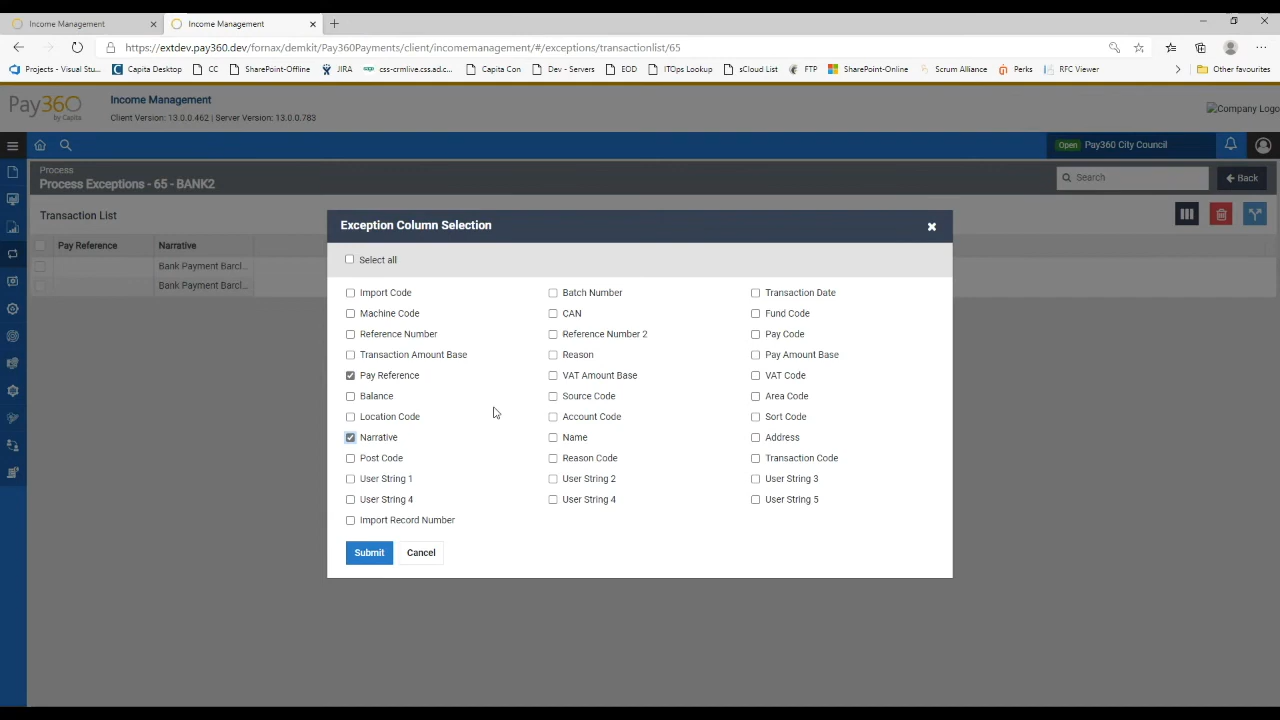 Income Management
Income Management
https://extdev.pay360.dev/fornax/demkit/Pay360Payments/client/incomemanagement/#/exceptions/transactionlist/65
Projects - Visual Stu... Capita Desktop CC SharePoint-Offline JIRA css-crmlive.css.ad.c... Capita Con Dev - Servers EOD ITOps Lookup sCloud List FTP SharePoint-Online Scrum Alliance Perks RFC Viewer Other favourites
Pay360
by Capita
Income Management
Client Version: 13.0.0.462 | Server Version: 13.0.0.783
Company Logo
Open Pay360 City Council
Process
Process Exceptions - 65 - BANK2
Search
Back
Transaction List
Pay Reference Narrative
Bank Payment Barcl...
Bank Payment Barcl...
Exception Column Selection
Select all
Import Code Batch Number Transaction Date
Machine Code CAN Fund Code
Reference Number Reference Number 2 Pay Code
Transaction Amount Base Reason Pay Amount Base
Pay Reference VAT Amount Base VAT Code
Balance Source Code Area Code
Location Code Account Code Sort Code
Narrative Name Address
Post Code Reason Code Transaction Code
User String 1 User String 2 User String 3
User String 4 User String 4 User String 5
Import Record Number
Submit Cancel